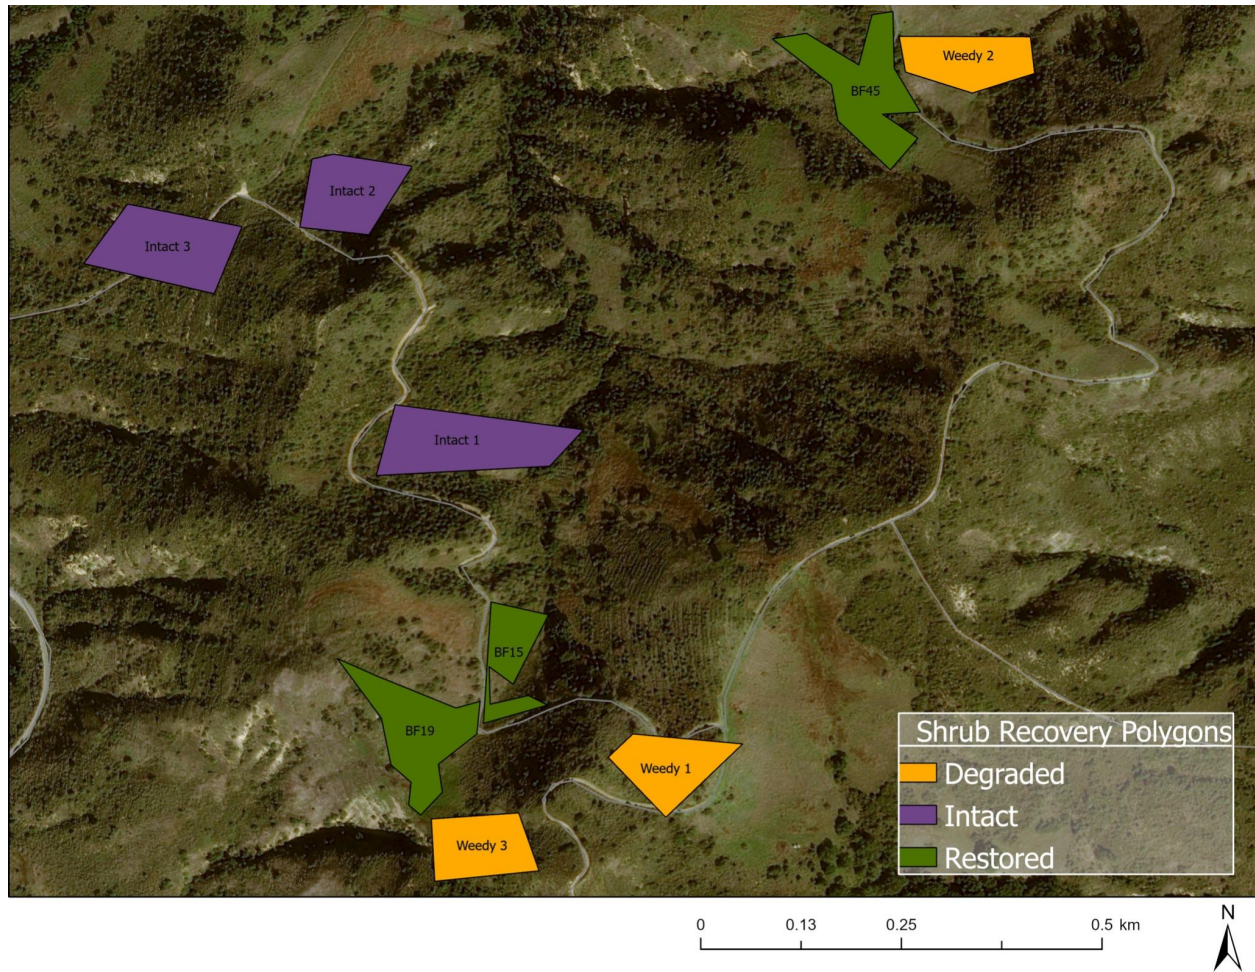 Weedy 2
BF45
Intact 2
Intact 3
Intact 1
BF15
BF19
Weedy 1
Weedy 3
Shrub Recovery Polygons
Degraded
Intact
Restored
0 0.13 0.25 0.5 km
N